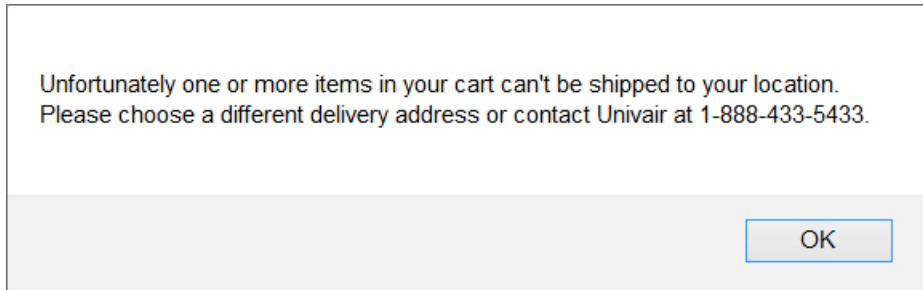 Unfortunately one or more items in your cart can't be shipped to your location.
Please choose a different delivery address or contact Univair at 1-888-433-5433.
OK